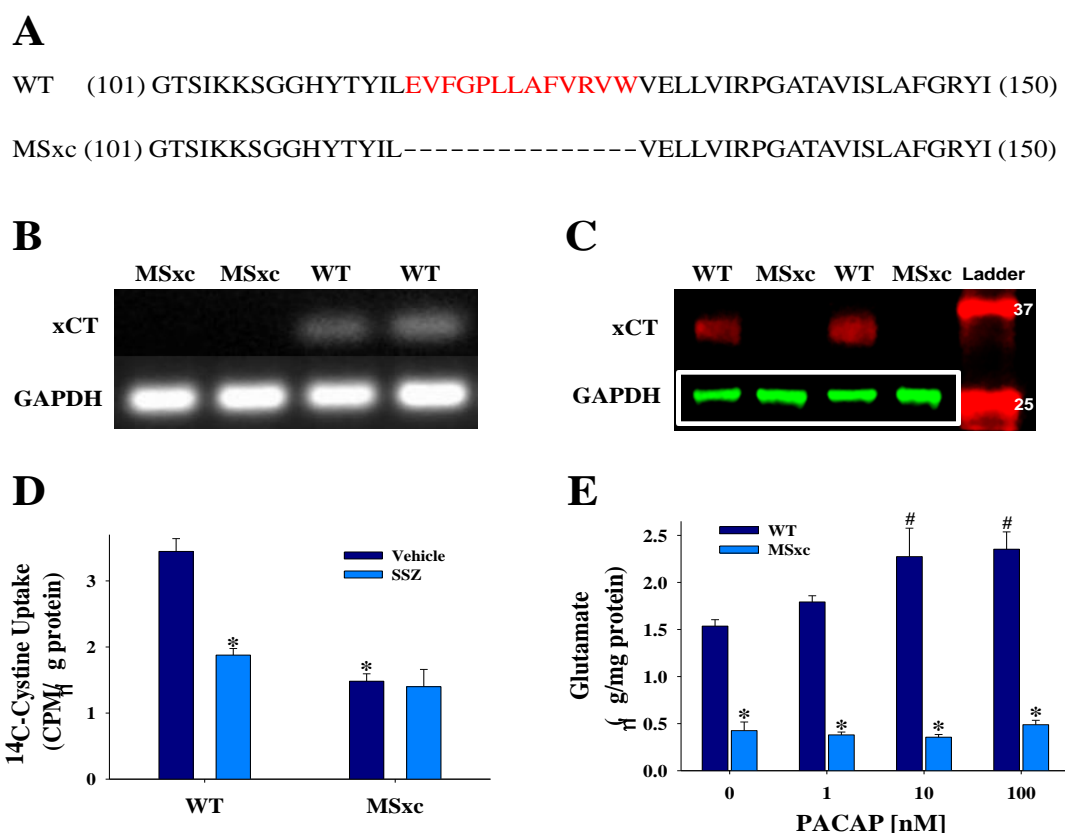 A
WT (101) GTSIKKSGGHYTYILEVFGPLLAFVRVWVELLVIRPGATAVISLAFGRYI (150)
MSxc (101) GTSIKKSGGHYTYIL---------------VELLVIRPGATAVISLAFGRYI (150)
B
MSxc MSxc WT WT
xCT
GAPDH
C
WT MSxc WT MSxc Ladder
xCT
37
GAPDH
25
D
14C-Cystine Uptake
(CPM/ g protein)
3
2
1
0
Vehicle
SSZ
*
*
WT MSxc
E
Glutamate
( g/mg protein)
2.5
2.0
1.5
1.0
0.5
0.0
WT
MSxc
# #
* * * *
0 1 10 100
PACAP [nM]